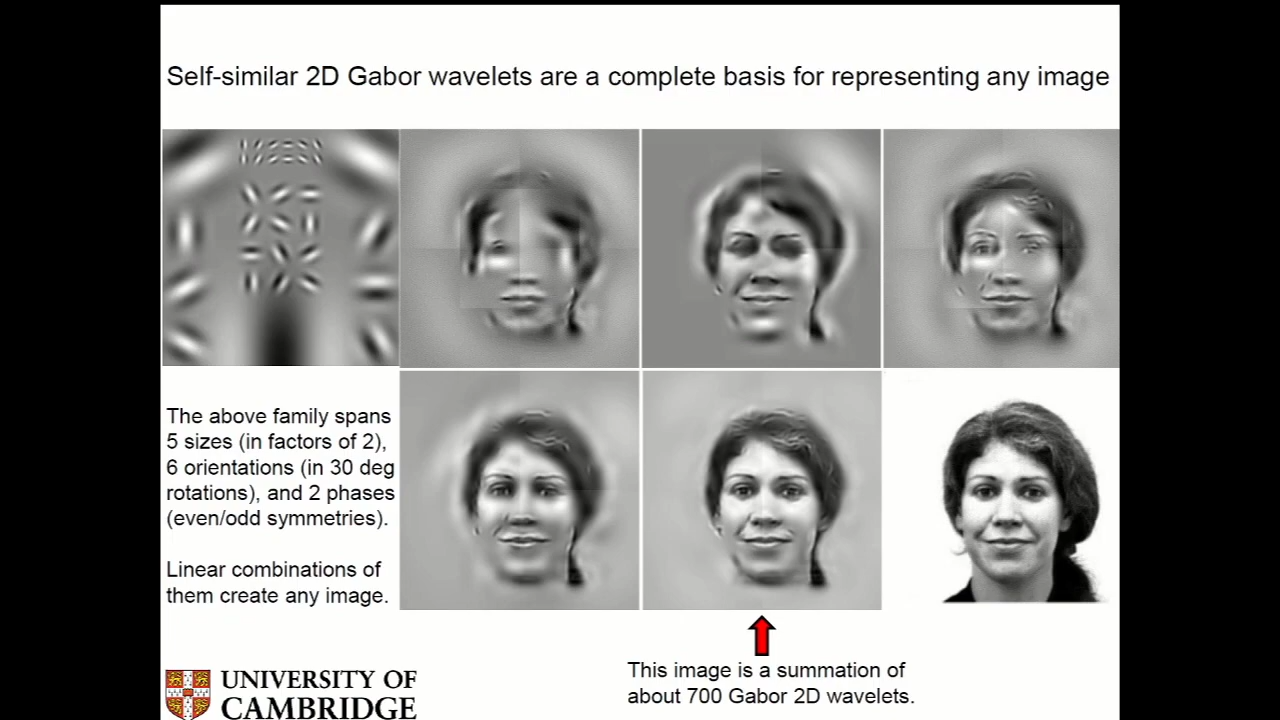 Self-similar 2D Gabor wavelets are a complete basis for representing any image
The above family spans
5 sizes (in factors of 2),
6 orientations (in 30 deg
rotations), and 2 phases
(even/odd symmetries).
Linear combinations of
them create any image.
This image is a summation of
about 700 Gabor 2D wavelets.
UNIVERSITY OF
CAMBRIDGE